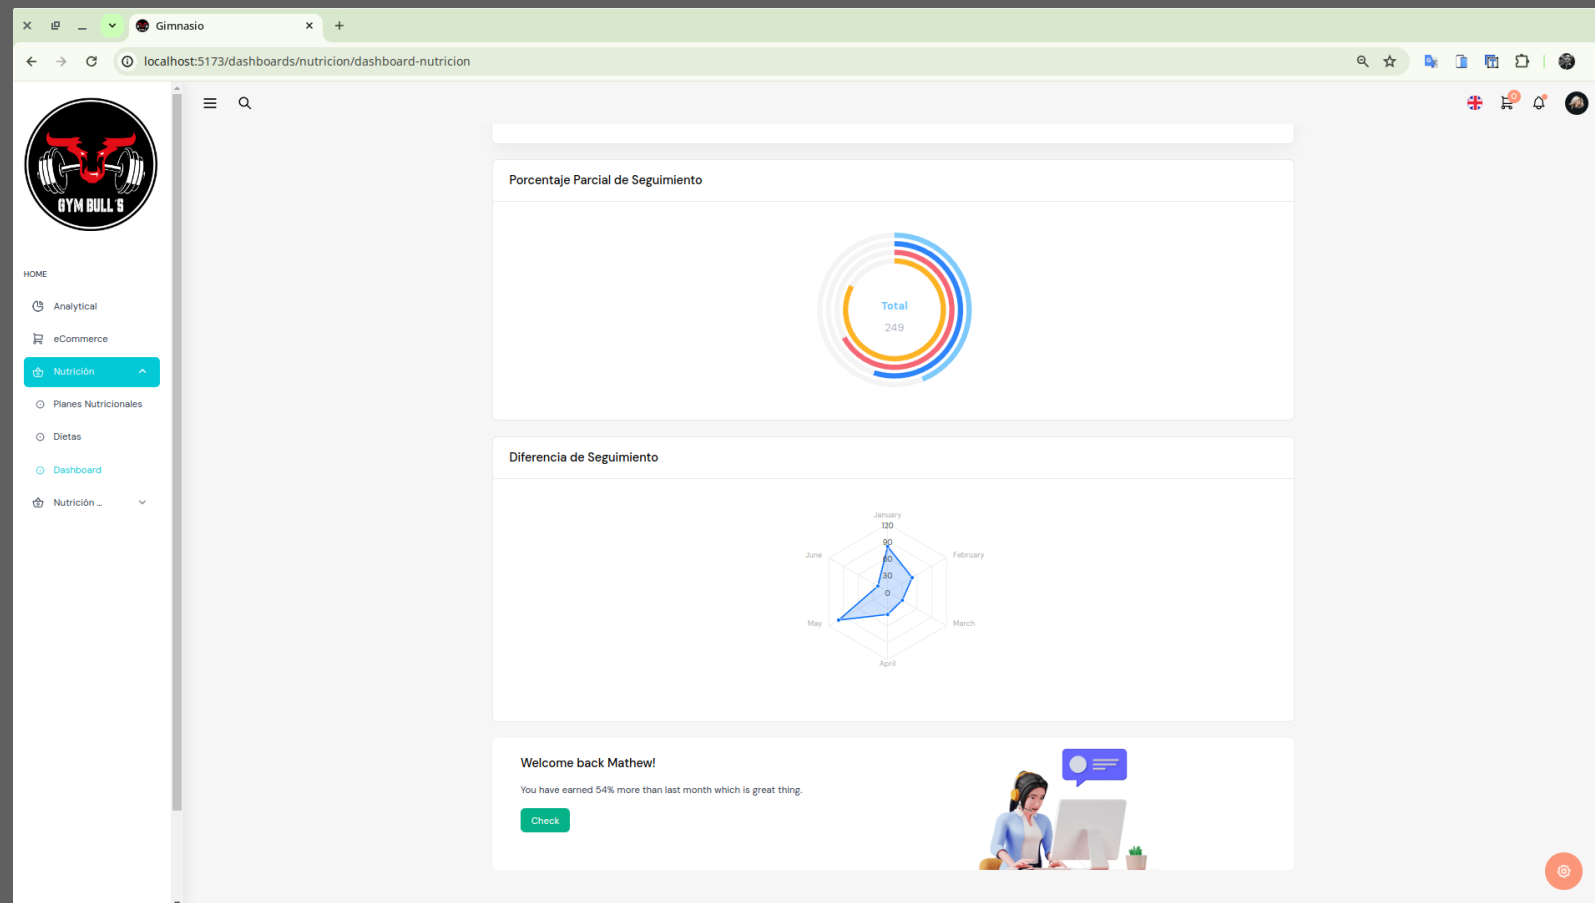 Gimnasio
localhost:5173/dashboards/nutricion/dashboard-nutricion
0
GYM BULL'S
HOME
Analytical
eCommerce
Nutrición
Planes Nutricionales
Dietas
Dashboard
Nutrición ...
Porcentaje Parcial de Seguimiento
Total
249
Diferencia de Seguimiento
January
120
90
June
60
February
30
0
May
March
April
Welcome back Mathew!
You have earned 54% more than last month which is great thing.
Check